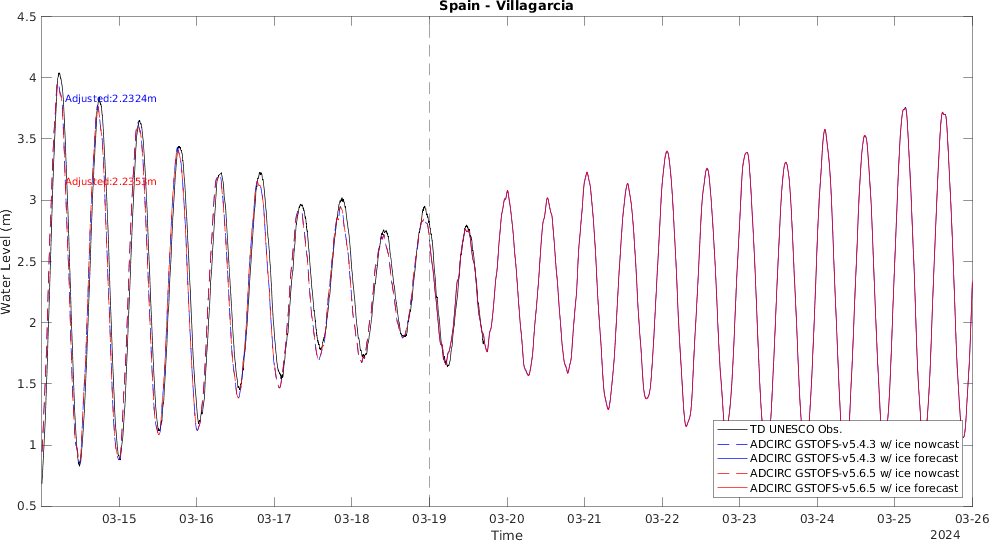 Spain - Villagarcia
4.5
4
3.5
3
2.5
2
1.5
1
0.5
Water Level (m)
Adjusted:2.2324m
Adjusted:2.2353m
TD UNESCO Obs.
ADCIRC GSTOFS-v5.4.3 w/ ice nowcast
ADCIRC GSTOFS-v5.4.3 w/ ice forecast
ADCIRC GSTOFS-v5.6.5 w/ ice nowcast
ADCIRC GSTOFS-v5.6.5 w/ ice forecast
03-15 03-16 03-17 03-18 03-19 03-20 03-21 03-22 03-23 03-24 03-25 03-26
Time
2024